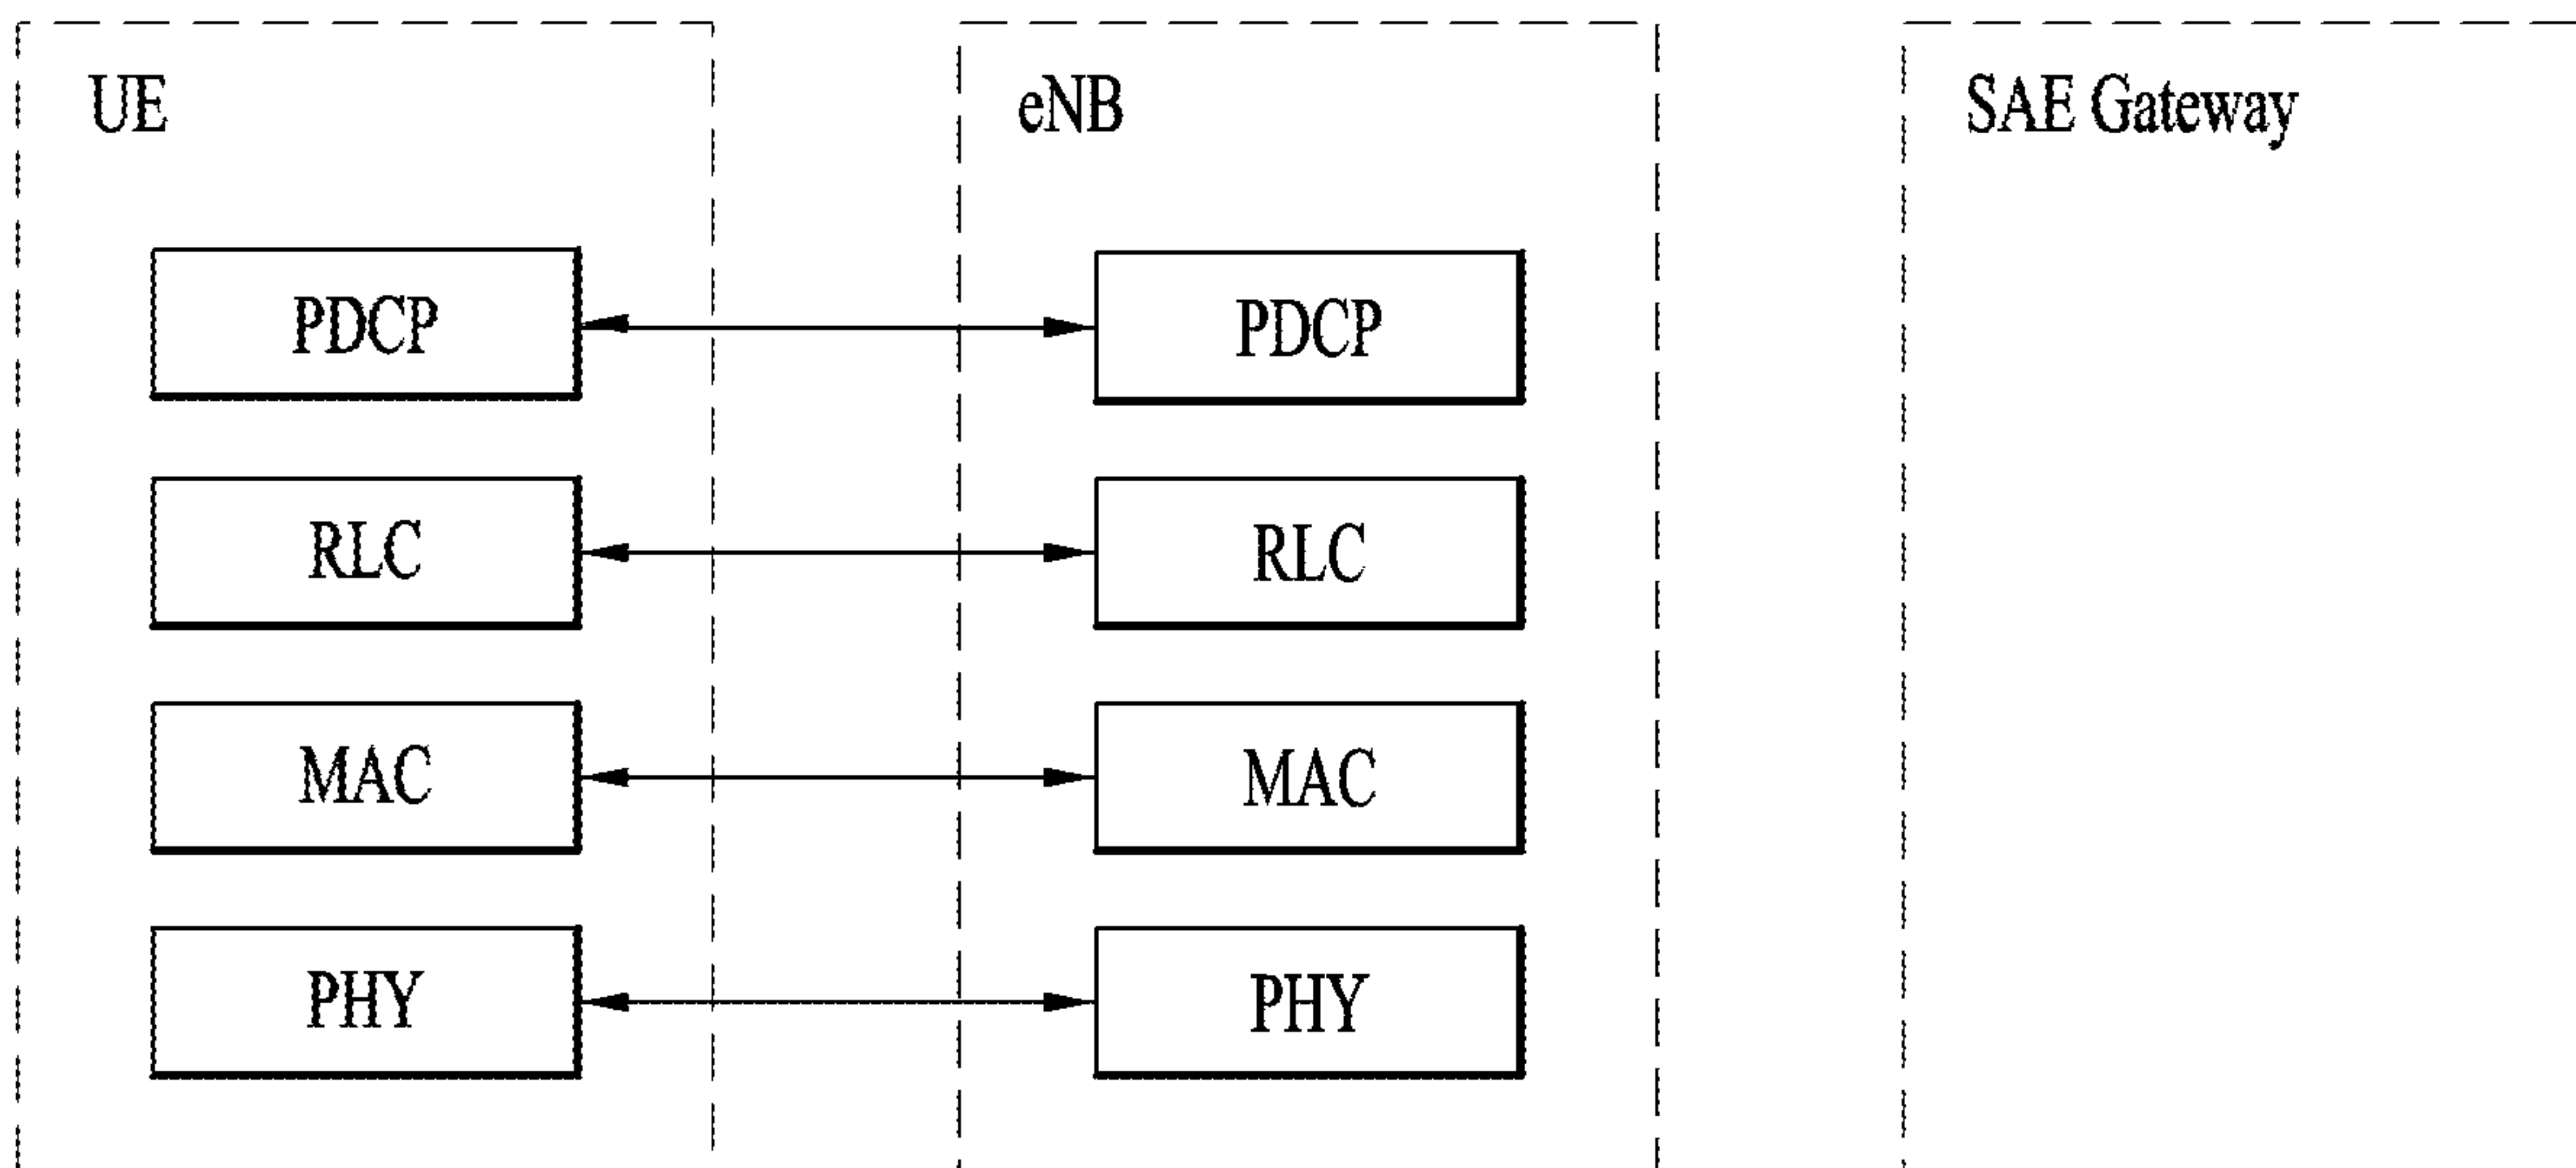 UE
eNB
SAE Gateway
PDCP
PDCP
RLC
RLC
MAC
MAC
PHY
PHY